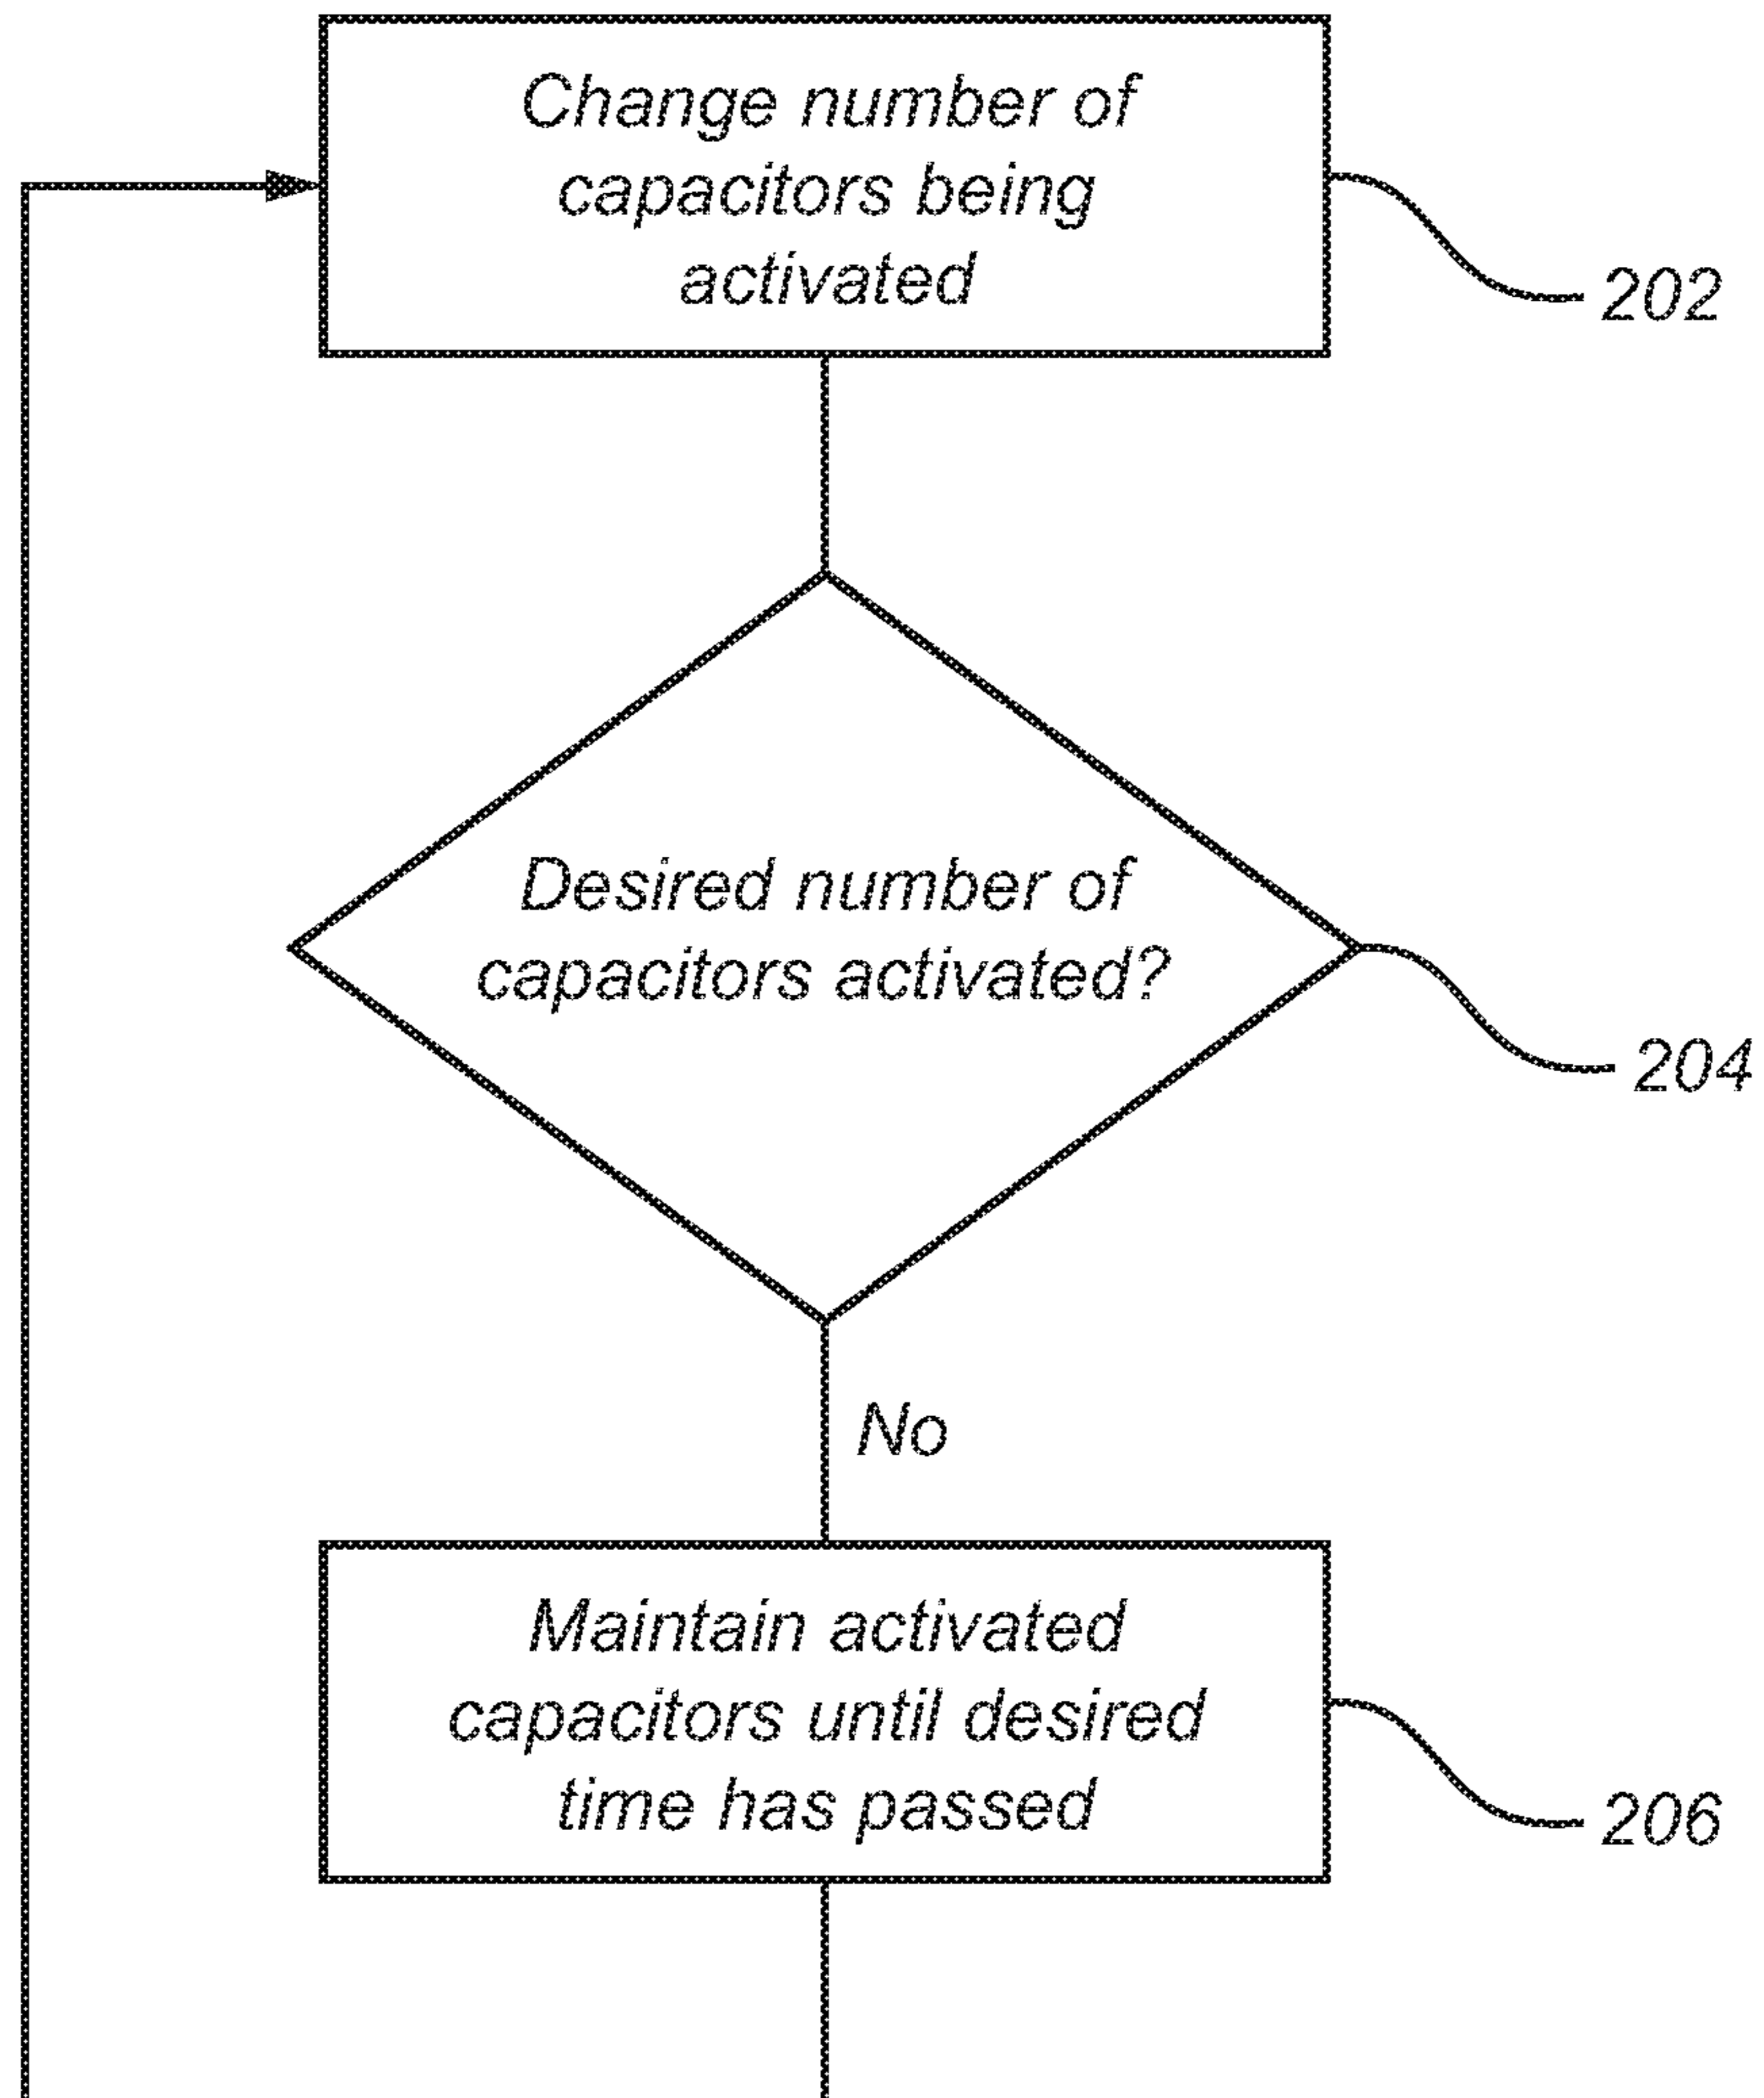 Change number of
capacitors being
activated
202
Desired number of
capacitors activated?
204
No
Maintain activated
capacitors until desired
time has passed
206